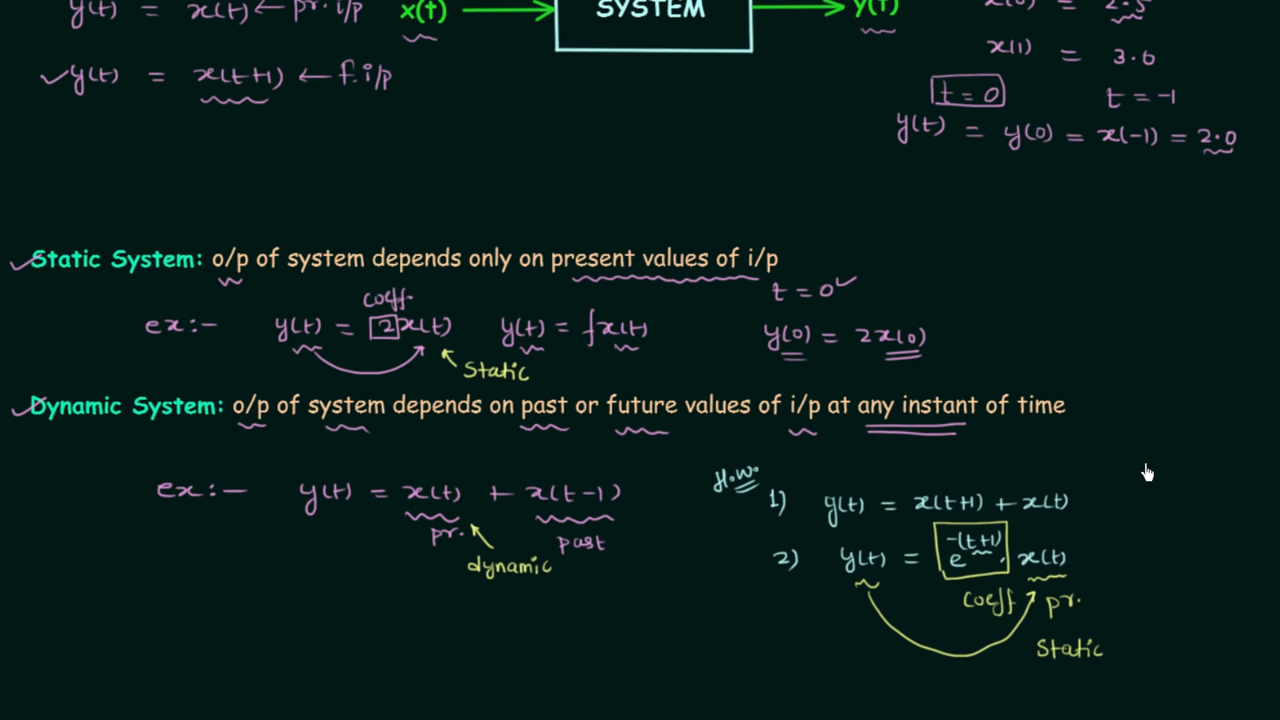 y(t) = x(t) ← pr. i/p
x(t)
SYSTEM
y(t)
x(0) = 2.5
y(t) = x(t+1) ← f. i/p
x(1) = 3.0
t = 0
t = -1
y(t) = y(0) = x(-1) = 2.0
Static System: o/p of system depends only on present values of i/p
t = 0
coeff.
ex:- y(t) = 2x(t) y(t) = ∫x(t) y(0) = 2x(0)
Static
Dynamic System: o/p of system depends on past or future values of i/p at any instant of time
ex:- y(t) = x(t) + x(t-1)
pr. past
dynamic
H.W.
1) y(t) = x(t+1) + x(t)
2) y(t) = e^-(t+1) . x(t)
coeff pr.
Static